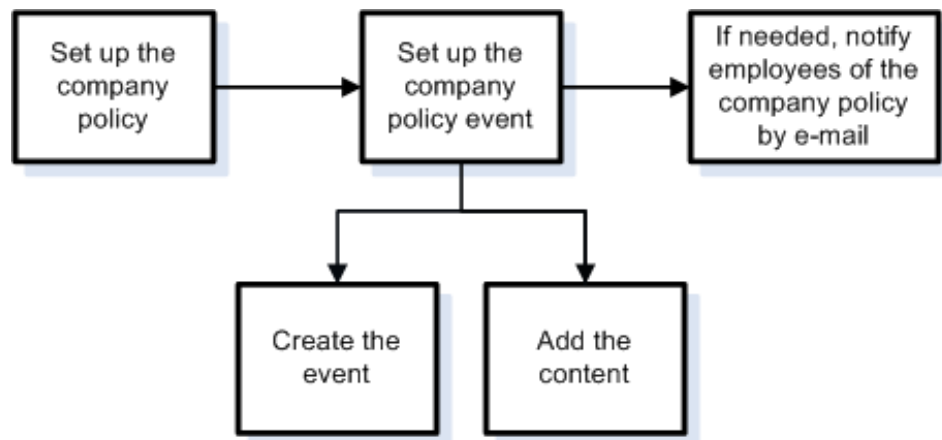 Set up the
company
policy
Set up the
company
policy event
If needed, notify
employees of the
company policy
by e-mail
Create the
event
Add the
content